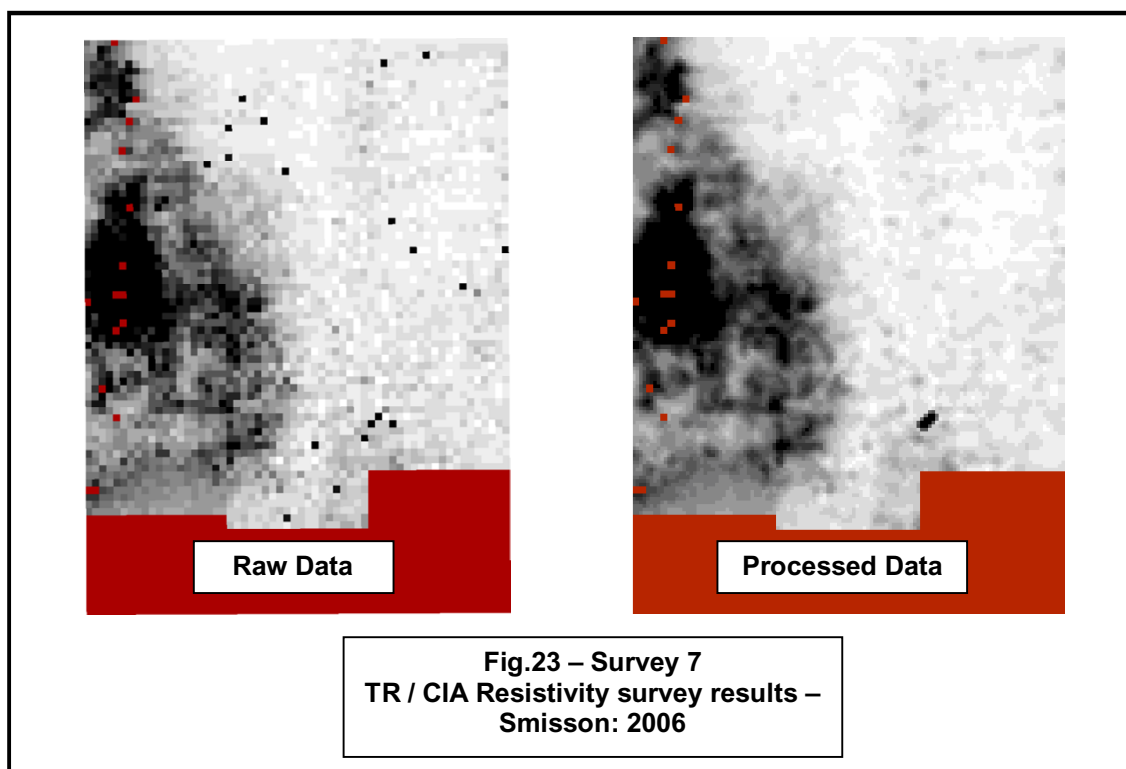 Raw Data
Processed Data
Fig.23 – Survey 7
TR / CIA Resistivity survey results –
Smisson: 2006